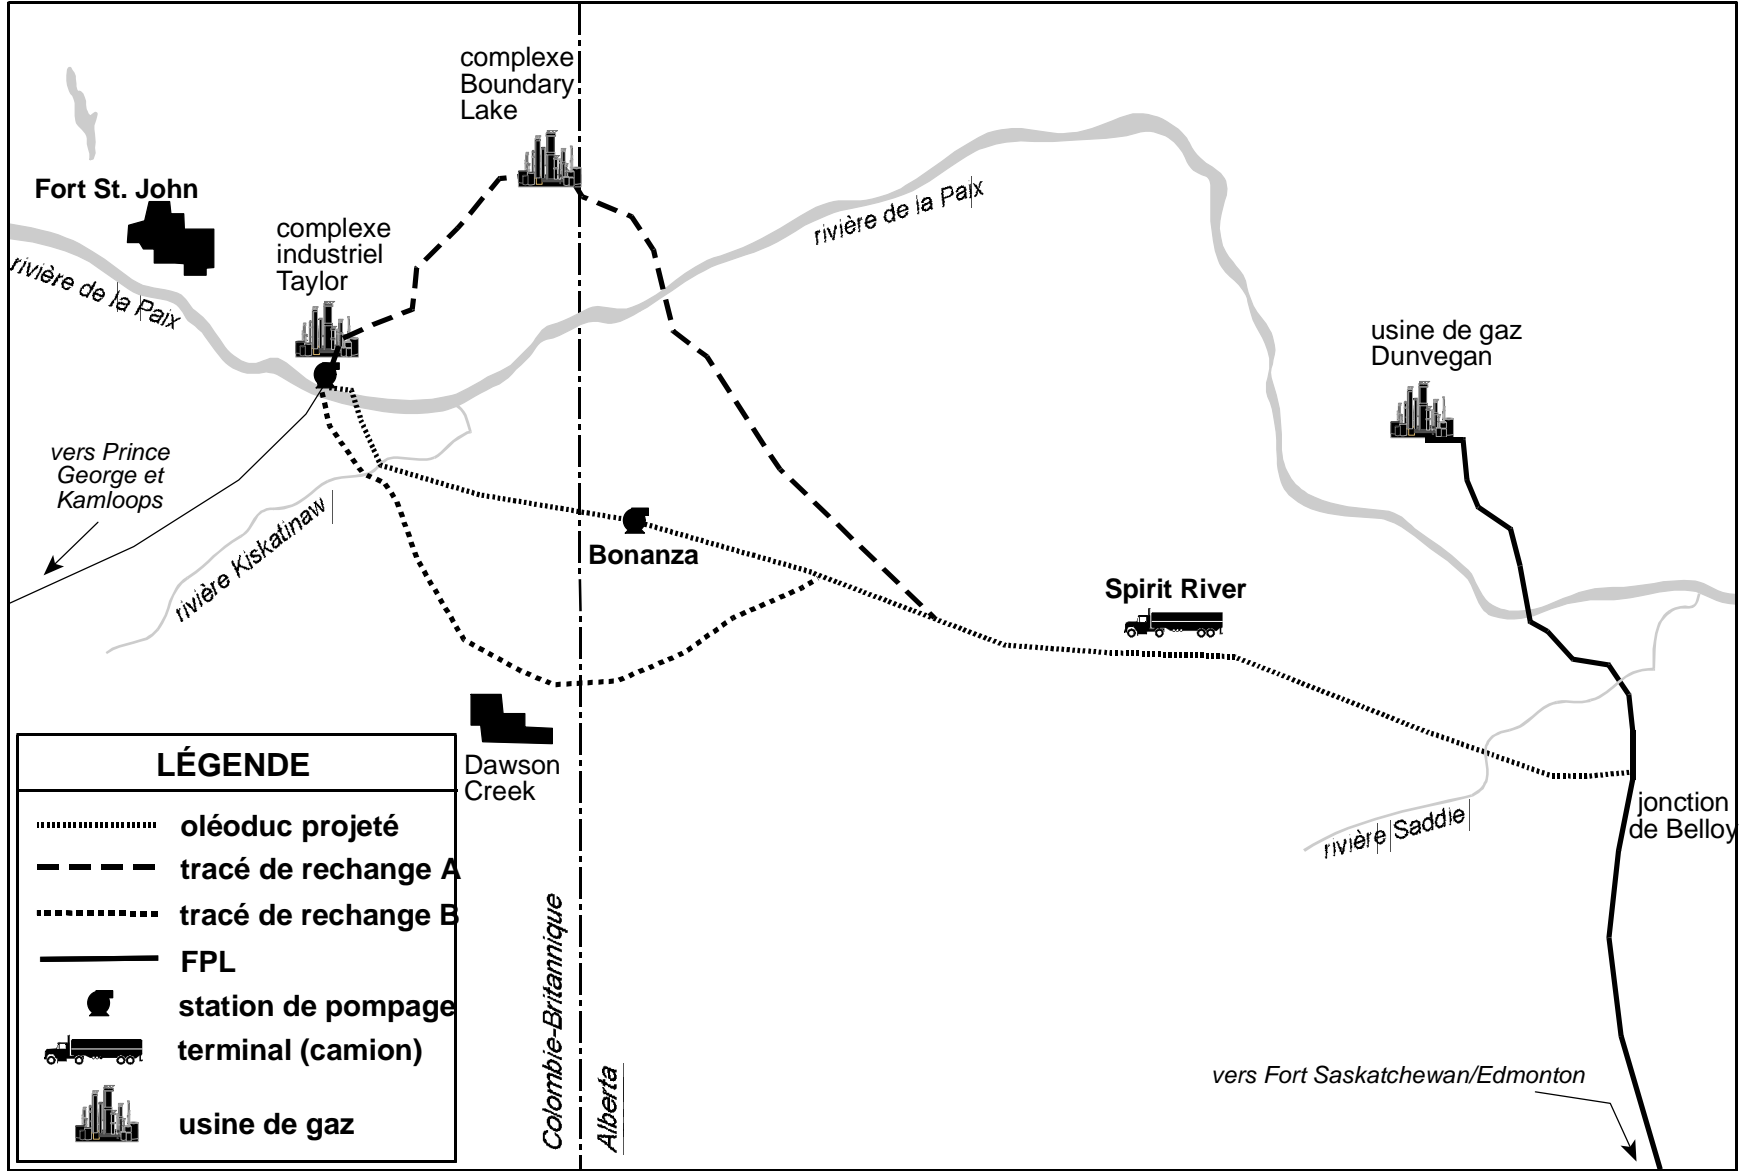 complexe
Boundary
Lake
Fort St. John
complexe
industriel
Taylor
rivière de la Paix
rivière de la Paix
usine de gaz
Dunvegan
vers Prince
George et
Kamloops
rivière Kiskatinaw
Bonanza
Spirit River
Dawson
Creek
jonction
de Belloy
rivière Saddle
LÉGENDE
oléoduc projeté
tracé de rechange A
tracé de rechange B
FPL
station de pompage
terminal (camion)
usine de gaz
Colombie-Britannique
Alberta
vers Fort Saskatchewan/Edmonton